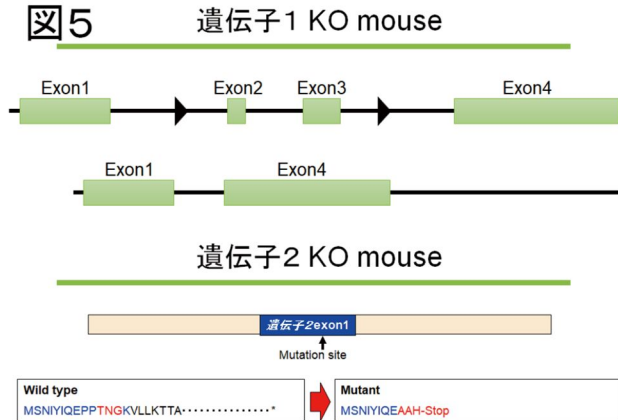 図5
遺伝子1 KO mouse
Exon1 Exon2 Exon3 Exon4
Exon1 Exon4
遺伝子2 KO mouse
遺伝子2exon1
Mutation site
Wild type
MSNIYIQEPPTNGKVLLKTTA···············*
Mutant
MSNIYIQEAAH-Stop